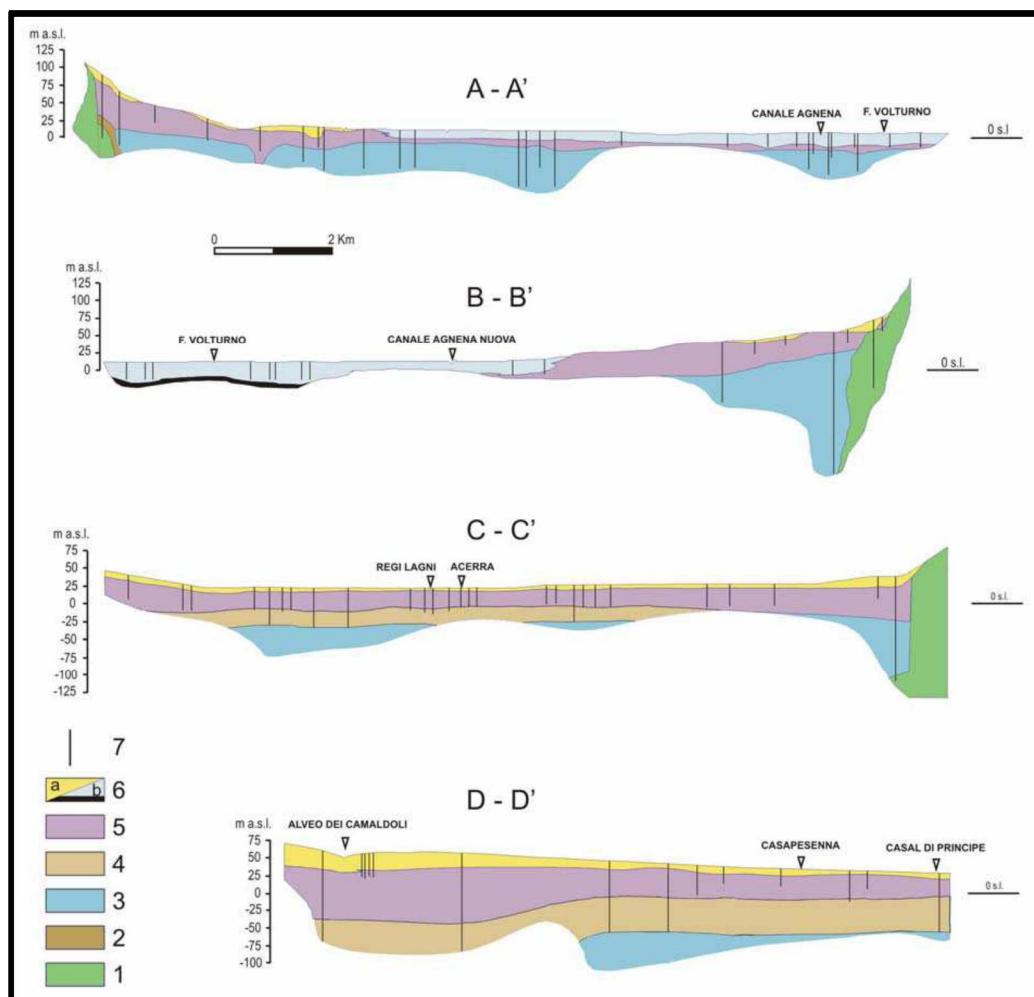 m a.s.l.
125
100
75
50
25
0
A - A’
CANALE AGNENA
F. VOLTURNO
0 s.l
0
2 Km
m a.s.l.
125
100
75
50
25
0
B - B’
F. VOLTURNO
CANALE AGNENA NUOVA
0 s.l.
C - C’
m a.s.l.
75
50
25
0
-25
-50
-75
-100
-125
REGI LAGNI
ACERRA
0 s.l.
7
a
b
6
5
4
3
2
1
D - D’
m a.s.l.
75
50
25
0
-25
-50
-75
-100
ALVEO DEI CAMALDOLI
CASAPESENNA
CASAL DI PRINCIPE
0 s.l.